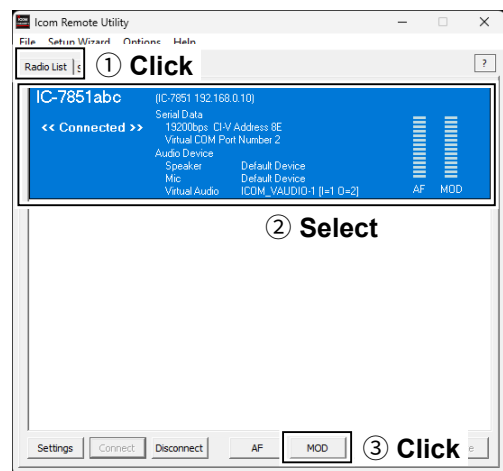 Icom Remote Utility
File Setup Wizard Options Help
Radio List ① Click ?
IC-7851abc (IC-7851 192.168.0.10)
<< Connected >>
Serial Data
19200bps CI-V Address 8E
Virtual COM Port Number 2
Audio Device
Speaker Default Device
Mic Default Device
Virtual Audio ICOM_VAUDIO-1 [I=1 O=2] AF MOD
② Select
Settings Connect Disconnect AF MOD ③ Click